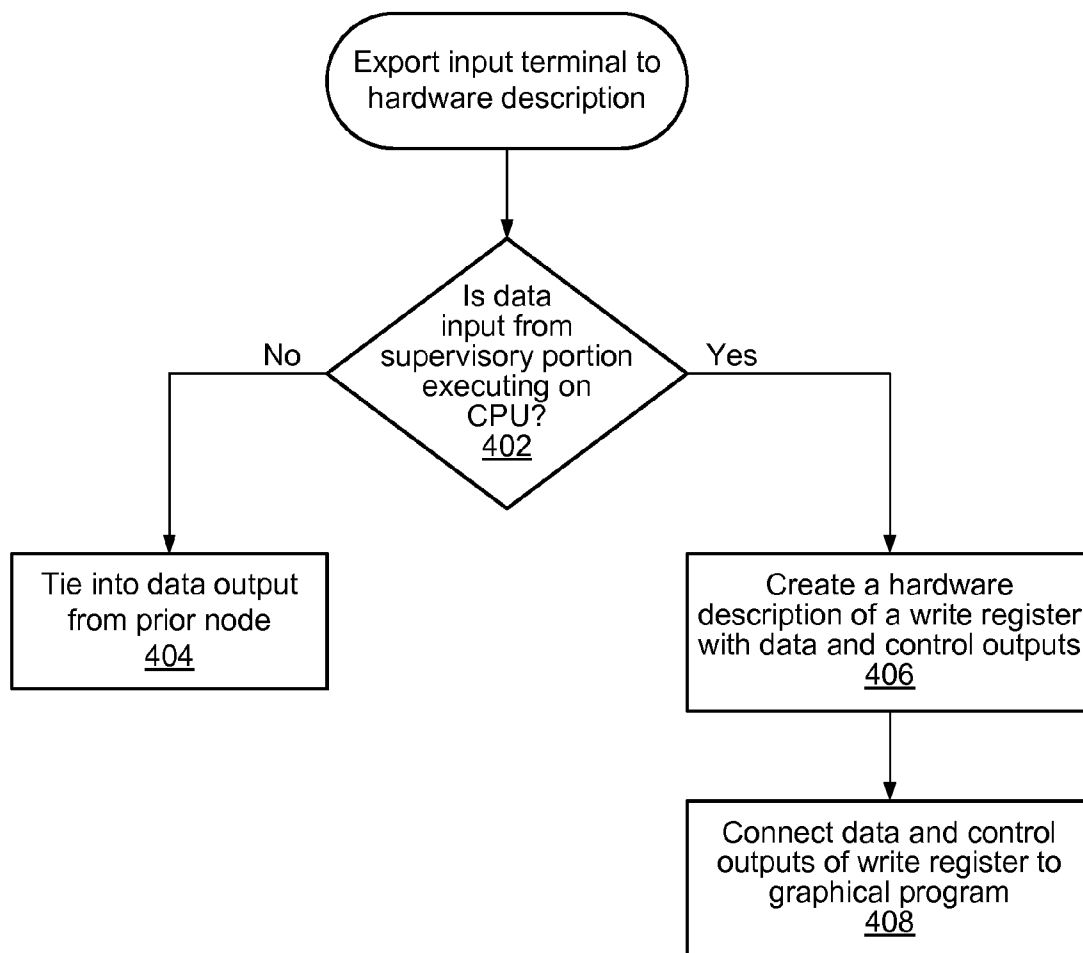 Export input terminal to
hardware description
Is data
input from
supervisory portion
executing on
CPU?
402
No
Yes
Tie into data output
from prior node
404
Create a hardware
description of a write register
with data and control outputs
406
Connect data and control
outputs of write register to
graphical program
408